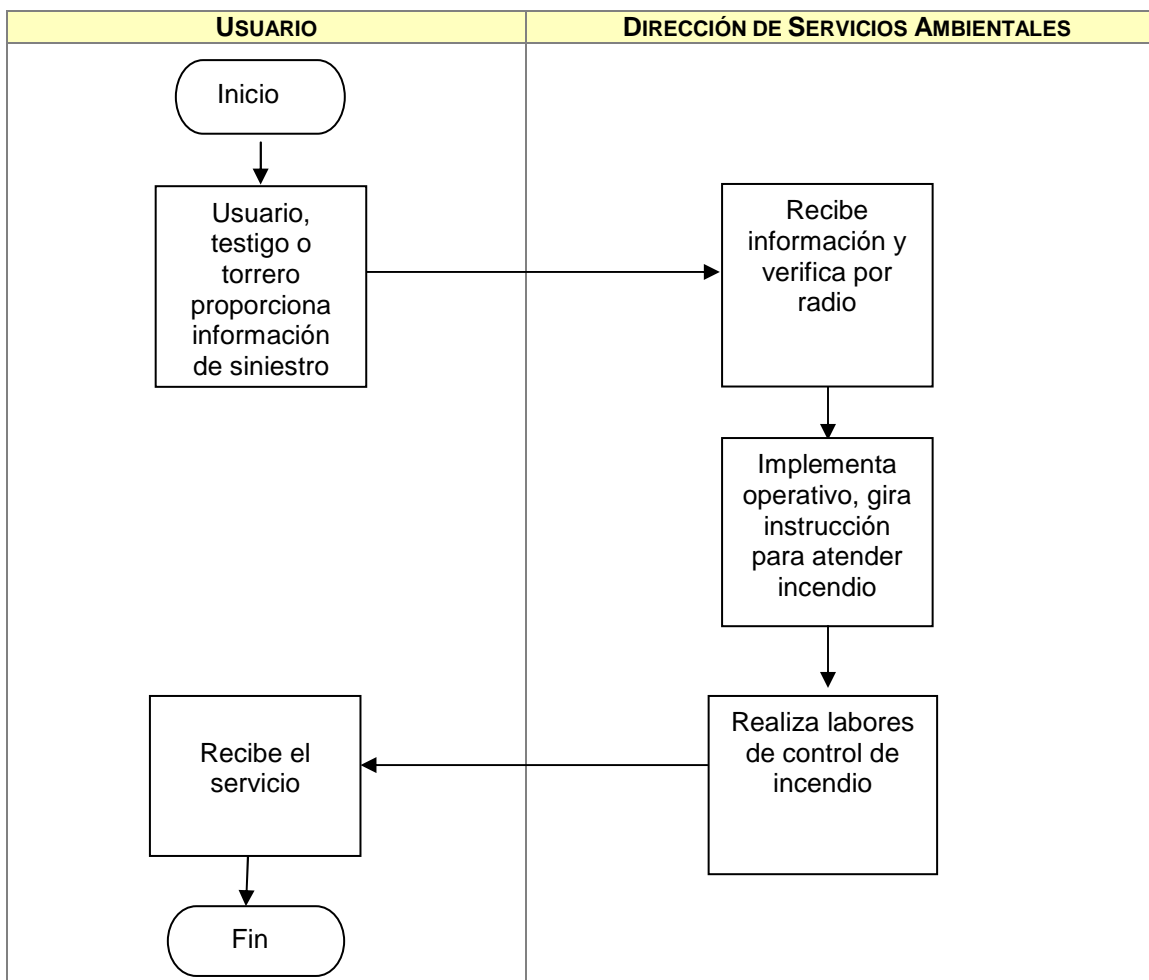 USUARIO
DIRECCIÓN DE SERVICIOS AMBIENTALES
Inicio
Usuario,
testigo o
torrero
proporciona
información
de siniestro
Recibe
información y
verifica por
radio
Implementa
operativo, gira
instrucción
para atender
incendio
Realiza labores
de control de
incendio
Recibe el
servicio
Fin